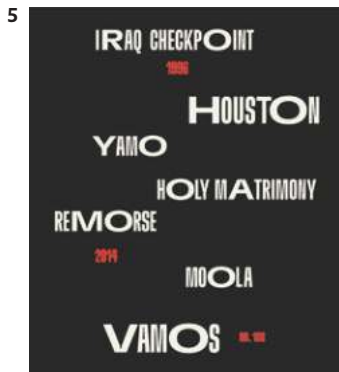 5
IRAQ CHECKPOINT
1996
HOUSTON
YAMO
HOLY MATRIMONY
REMORSE
2014
MOOLA
VAMOS